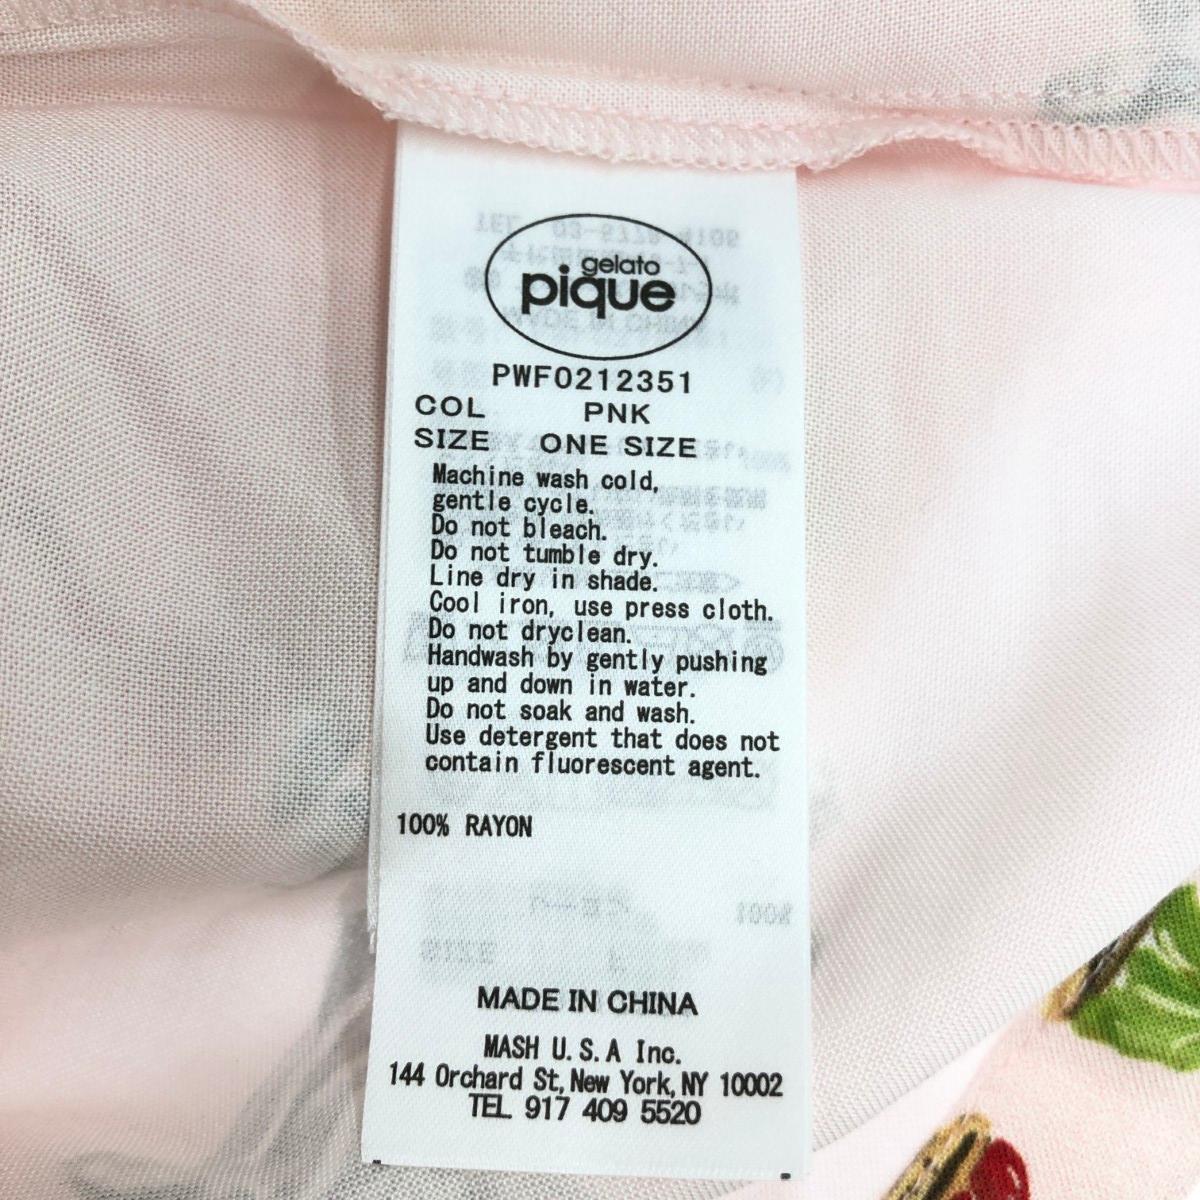 gelato
pique
PWF0212351
COL PNK
SIZE ONE SIZE
Machine wash cold,
gentle cycle.
Do not bleach.
Do not tumble dry.
Line dry in shade.
Cool iron, use press cloth.
Do not dryclean.
Handwash by gently pushing
up and down in water.
Do not soak and wash.
Use detergent that does not
contain fluorescent agent.
100% RAYON
MADE IN CHINA
MASH U.S.A Inc.
144 Orchard St, New York, NY 10002
TEL 917 409 5520